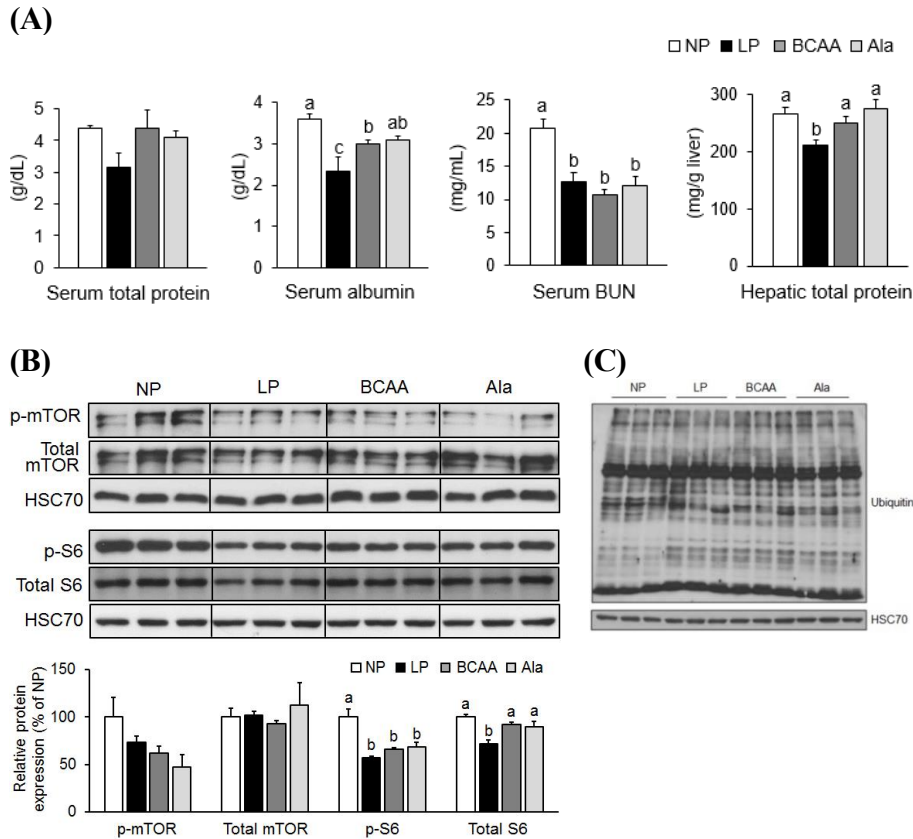 (A)
NP LP BCAA Ala
5
4
3
2
1
0
(g/dL)
Serum total protein
4
3
2
1
0
(g/dL)
a
c
b
ab
Serum albumin
25
20
15
10
5
0
(mg/mL)
a
b
b
b
Serum BUN
300
200
100
0
(mg/g liver)
a
b
a
a
Hepatic total protein
(B)
NP LP BCAA Ala
p-mTOR
Total
mTOR
HSC70
p-S6
Total S6
HSC70
NP LP BCAA Ala
Relative protein
expression (% of NP)
150
100
50
0
a
b
b
b
a
b
a
a
p-mTOR Total mTOR p-S6 Total S6
(C)
NP LP BCAA Ala
Ubiquitin
HSC70